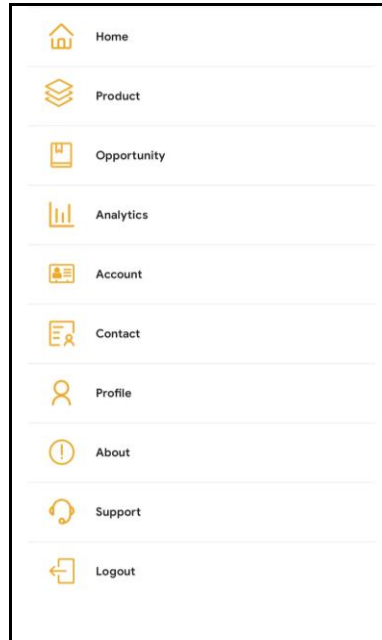 Home
Product
Opportunity
Analytics
Account
Contact
Profile
About
Support
Logout